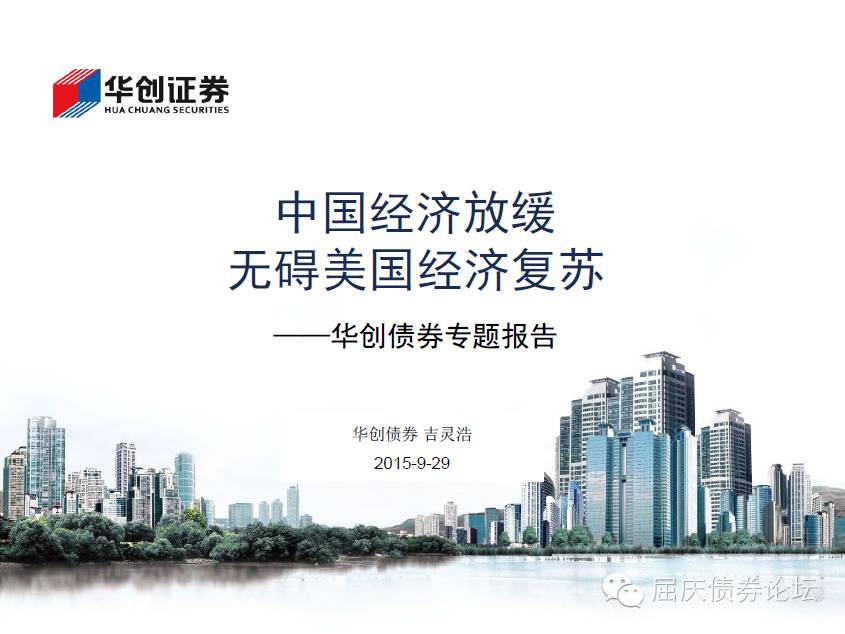 华创证券
HUA CHUANG SECURITIES
中国经济放缓
无碍美国经济复苏
——华创债券专题报告
华创债券 吉灵浩
2015-9-29
屈庆债券论坛